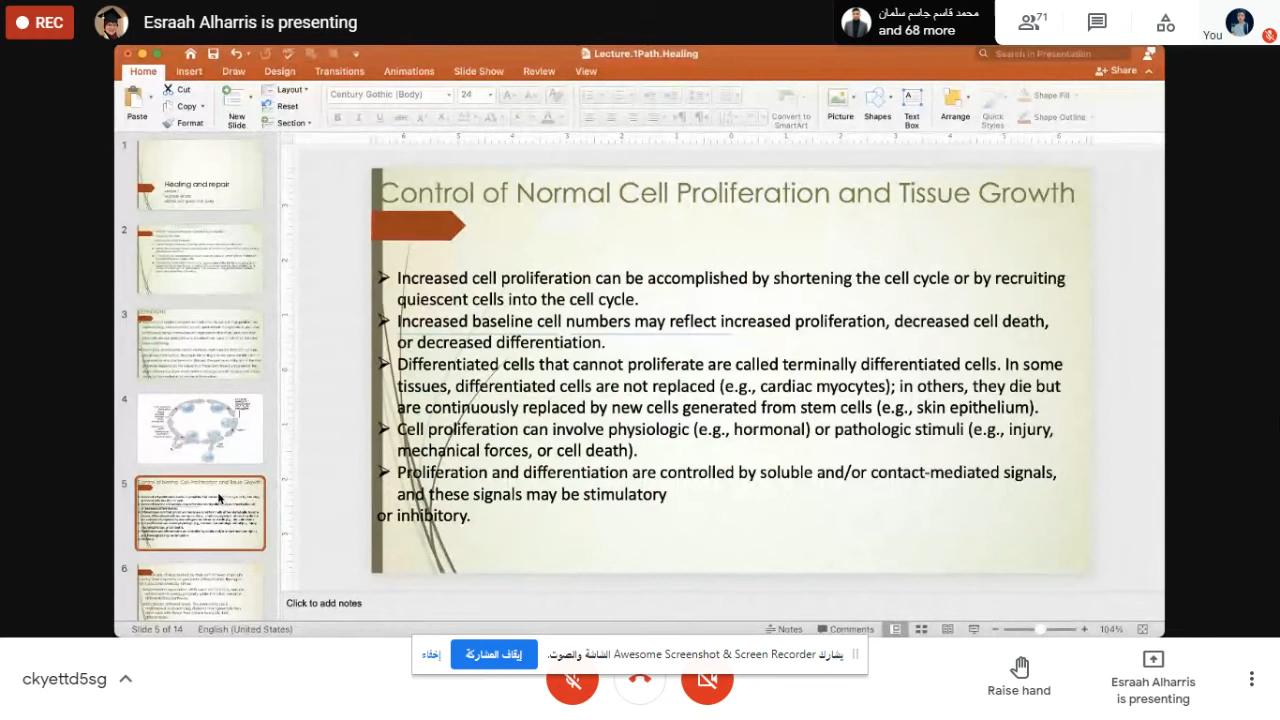 REC
Esraah Alharris is presenting
محمد قاسم جاسم سلمان
and 68 more
71
You
Lecture.1Path.Healing
Search in Presentation
Home Insert Draw Design Transitions Animations Slide Show Review View
Share
Paste
Cut
Copy
Format
New Slide
Layout
Reset
Section
Century Gothic (Body)
24
Convert to SmartArt
Picture
Shapes
Text Box
Arrange
Quick Styles
Shape Fill
Shape Outline
1
Healing and repair
2
3
4
5
6
Control of Normal Cell Proliferation and Tissue Growth
Increased cell proliferation can be accomplished by shortening the cell cycle or by recruiting
quiescent cells into the cell cycle.
Increased baseline cell numbers may reflect increased proliferation, decreased cell death,
or decreased differentiation.
Differentiated cells that cannot proliferate are called terminally differentiated cells. In some
tissues, differentiated cells are not replaced (e.g., cardiac myocytes); in others, they die but
are continuously replaced by new cells generated from stem cells (e.g., skin epithelium).
Cell proliferation can involve physiologic (e.g., hormonal) or pathologic stimuli (e.g., injury,
mechanical forces, or cell death).
Proliferation and differentiation are controlled by soluble and/or contact-mediated signals,
and these signals may be stimulatory
or inhibitory.
Click to add notes
Slide 5 of 14
English (United States)
Notes
Comments
104%
يشارك Awesome Screenshot & Screen Recorder الشاشة والصوت.
إيقاف المشاركة
إخفاء
ckyettd5sg
Raise hand
Esraah Alharris
is presenting